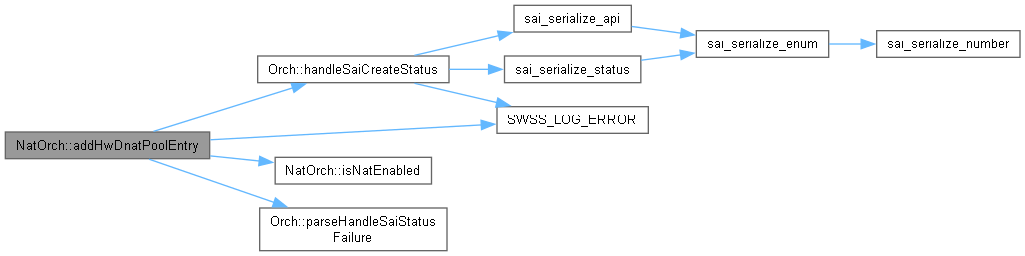 sai_serialize_api
sai_serialize_enum
sai_serialize_number
Orch::handleSaiCreateStatus
sai_serialize_status
SWSS_LOG_ERROR
NatOrch::addHwDnatPoolEntry
NatOrch::isNatEnabled
Orch::parseHandleSaiStatus
Failure